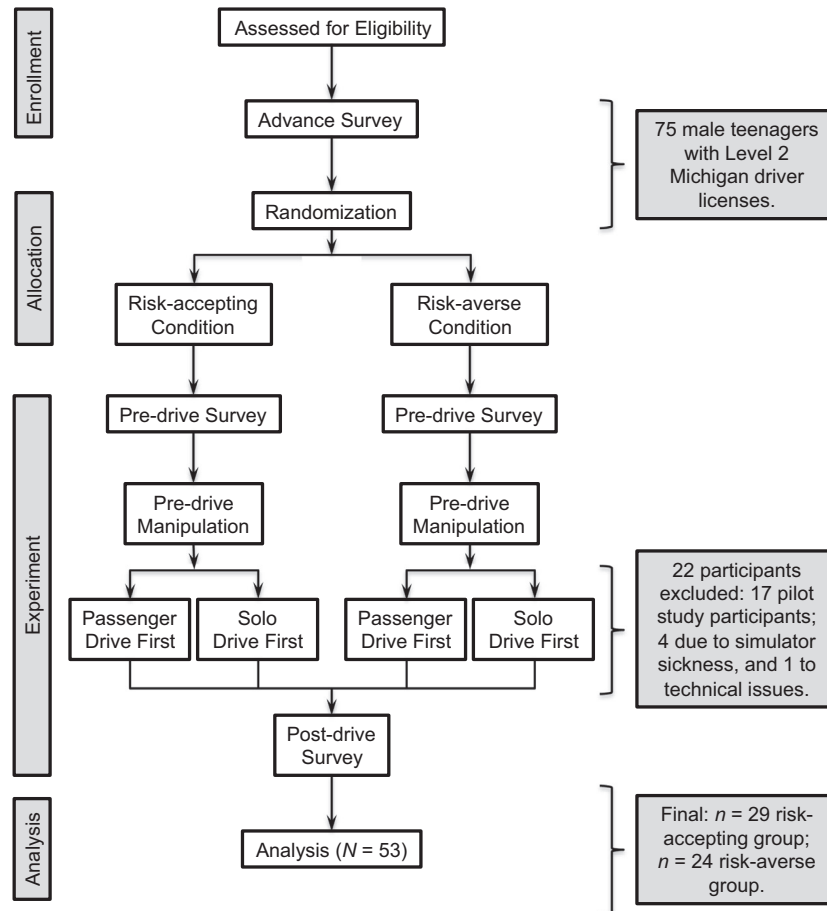 Enrollment
Assessed for Eligibility
Advance Survey
75 male teenagers
with Level 2
Michigan driver
licenses.
Allocation
Randomization
Risk-accepting
Condition
Risk-averse
Condition
Experiment
Pre-drive Survey
Pre-drive Survey
Pre-drive
Manipulation
Pre-drive
Manipulation
Passenger
Drive First
Solo
Drive First
Passenger
Drive First
Solo
Drive First
22 participants
excluded: 17 pilot
study participants;
4 due to simulator
sickness, and 1 to
technical issues.
Post-drive
Survey
Analysis
Analysis (N = 53)
Final: n = 29 risk-
accepting group;
n = 24 risk-averse
group.